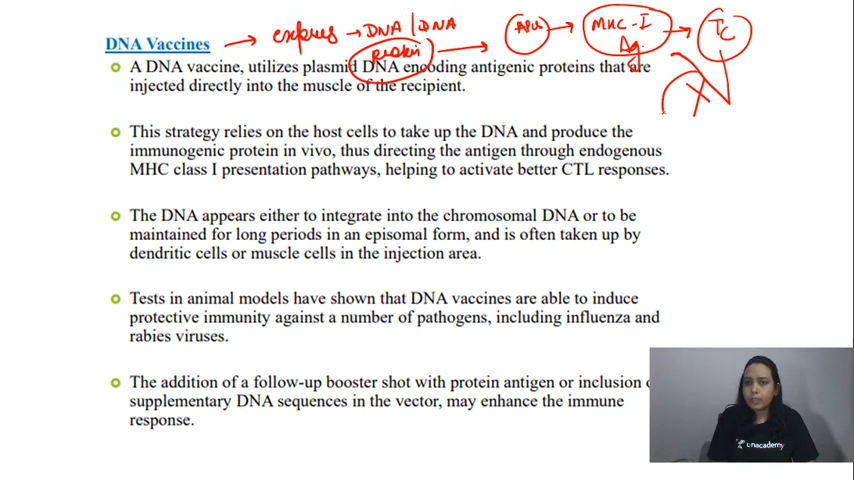 DNA Vaccines → express → DNA | DNA → → MHC-I → Tc
protein Ag
A DNA vaccine, utilizes plasmid DNA encoding antigenic proteins that are
injected directly into the muscle of the recipient.
This strategy relies on the host cells to take up the DNA and produce the
immunogenic protein in vivo, thus directing the antigen through endogenous
MHC class I presentation pathways, helping to activate better CTL responses.
The DNA appears either to integrate into the chromosomal DNA or to be
maintained for long periods in an episomal form, and is often taken up by
dendritic cells or muscle cells in the injection area.
Tests in animal models have shown that DNA vaccines are able to induce
protective immunity against a number of pathogens, including influenza and
rabies viruses.
The addition of a follow-up booster shot with protein antigen or inclusion
supplementary DNA sequences in the vector, may enhance the immune
response.
unacademy